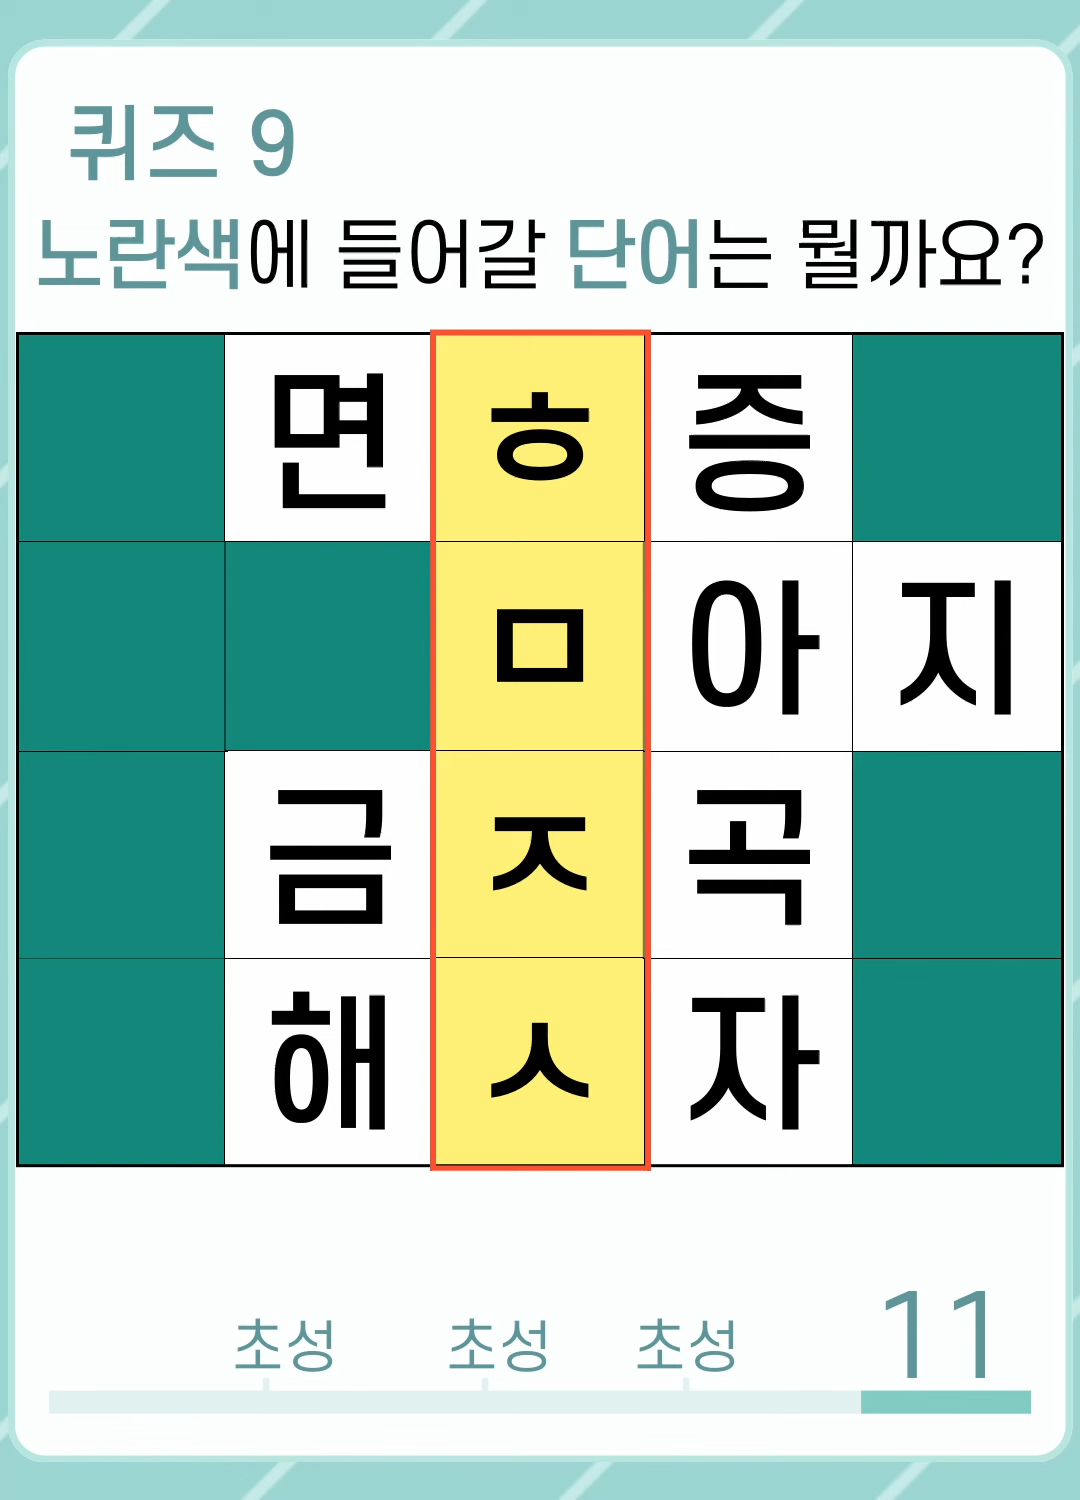 퀴즈 9
노란색에 들어갈 단어는 뭘까요?
면 ㅎ 증
ㅁ 아 지
금 ㅈ 곡
해 ㅅ 자
11
초성 초성 초성